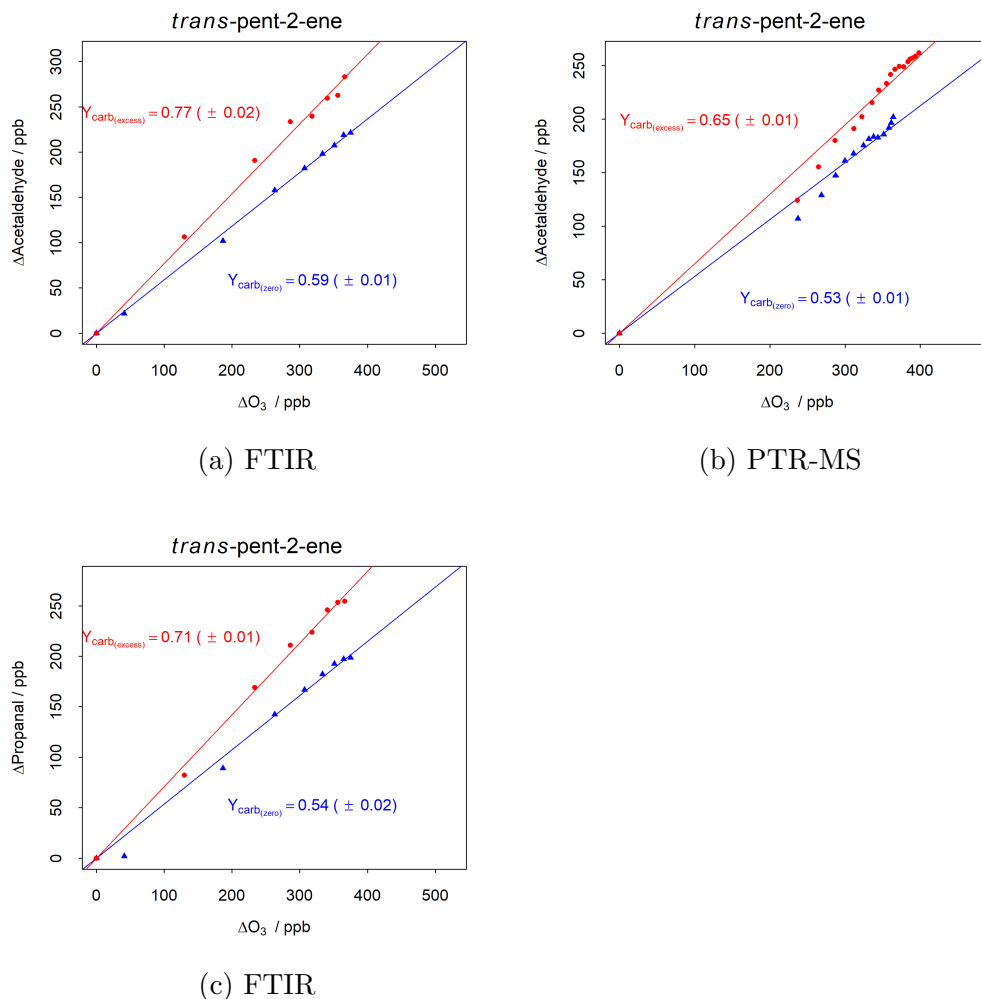 trans-pent-2-ene
ΔAcetaldehyde / ppb
0 50 100 150 200 250 300
Ycarb(excess) = 0.77 ( ± 0.02)
Ycarb(zero) = 0.59 ( ± 0.01)
0 100 200 300 400 500
ΔO3 / ppb
(a) FTIR
trans-pent-2-ene
ΔAcetaldehyde / ppb
0 50 100 150 200 250
Ycarb(excess) = 0.65 ( ± 0.01)
Ycarb(zero) = 0.53 ( ± 0.01)
0 100 200 300 400
ΔO3 / ppb
(b) PTR-MS
trans-pent-2-ene
ΔPropanal / ppb
0 50 100 150 200 250
Ycarb(excess) = 0.71 ( ± 0.01)
Ycarb(zero) = 0.54 ( ± 0.02)
0 100 200 300 400 500
ΔO3 / ppb
(c) FTIR